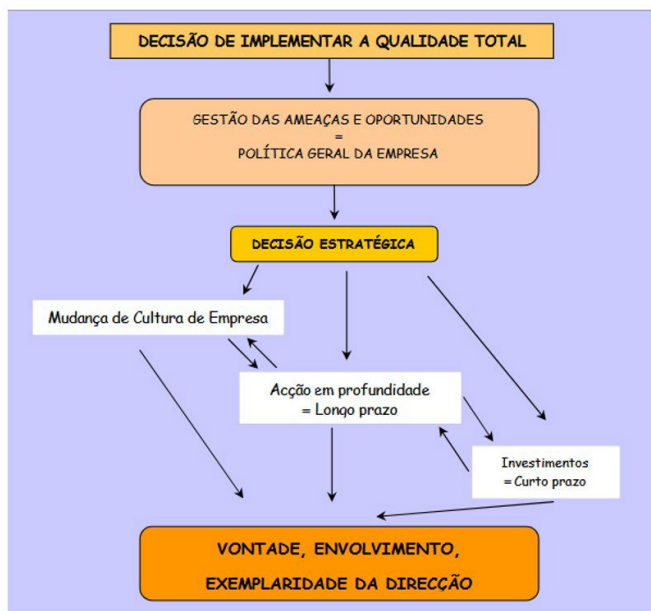 DECISÃO DE IMPLEMENTAR A QUALIDADE TOTAL
GESTÃO DAS AMEAÇAS E OPORTUNIDADES
=
POLÍTICA GERAL DA EMPRESA
DECISÃO ESTRATÉGICA
Mudança de Cultura de Empresa
Acção em profundidade
= Longo prazo
Investimentos
= Curto prazo
VONTADE, ENVOLVIMENTO,
EXEMPLARIDADE DA DIRECÇÃO